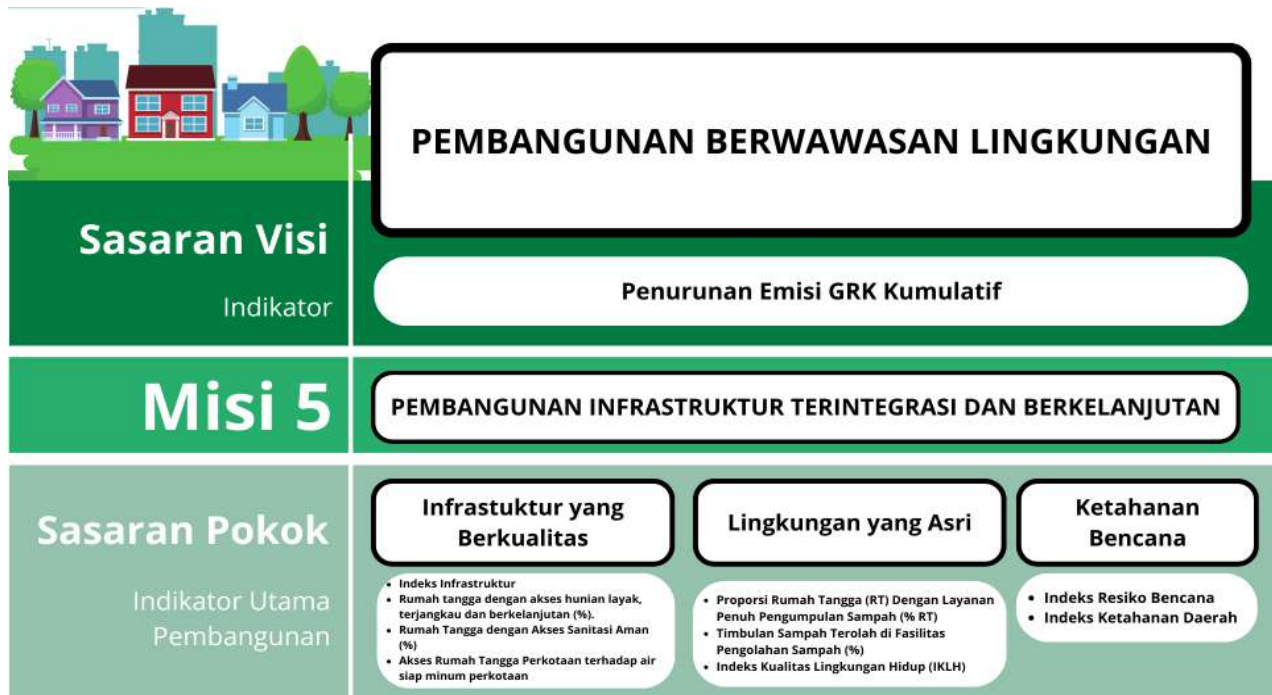 PEMBANGUNAN BERWAWASAN LINGKUNGAN
Sasaran Visi
Indikator
Penurunan Emisi GRK Kumulatif
Misi 5
PEMBANGUNAN INFRASTRUKTUR TERINTEGRASI DAN BERKELANJUTAN
Sasaran Pokok
Indikator Utama
Pembangunan
Infrastuktur yang
Berkualitas
• Indeks Infrastruktur
• Rumah tangga dengan akses hunian layak,
terjangkau dan berkelanjutan (%).
• Rumah Tangga dengan Akses Sanitasi Aman
(%)
• Akses Rumah Tangga Perkotaan terhadap air
siap minum perkotaan
Lingkungan yang Asri
• Proporsi Rumah Tangga (RT) Dengan Layanan
Penuh Pengumpulan Sampah (% RT)
• Timbulan Sampah Terolah di Fasilitas
Pengolahan Sampah (%)
• Indeks Kualitas Lingkungan Hidup (IKLH)
Ketahanan
Bencana
• Indeks Resiko Bencana
• Indeks Ketahanan Daerah